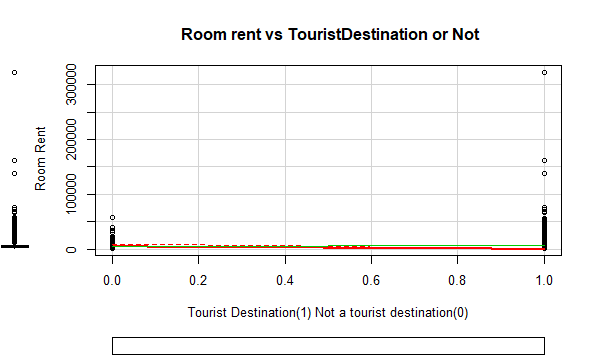 Room rent vs TouristDestination or Not
Room Rent
300000
200000
100000
0
0.0 0.2 0.4 0.6 0.8 1.0
Tourist Destination(1) Not a tourist destination(0)